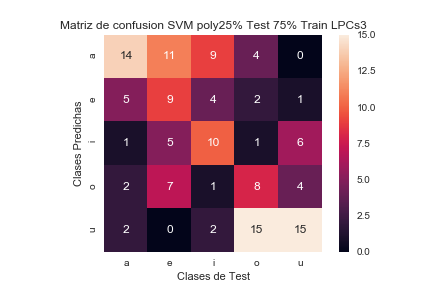 Matriz de confusion SVM poly25% Test 75% Train LPCs3
a 14 11 9 4 0
e 5 9 4 2 1
i 1 5 10 1 6
o 2 7 1 8 4
u 2 0 2 15 15
a e i o u
Clases de Test
Clases Predichas
15.0
12.5
10.0
7.5
5.0
2.5
0.0